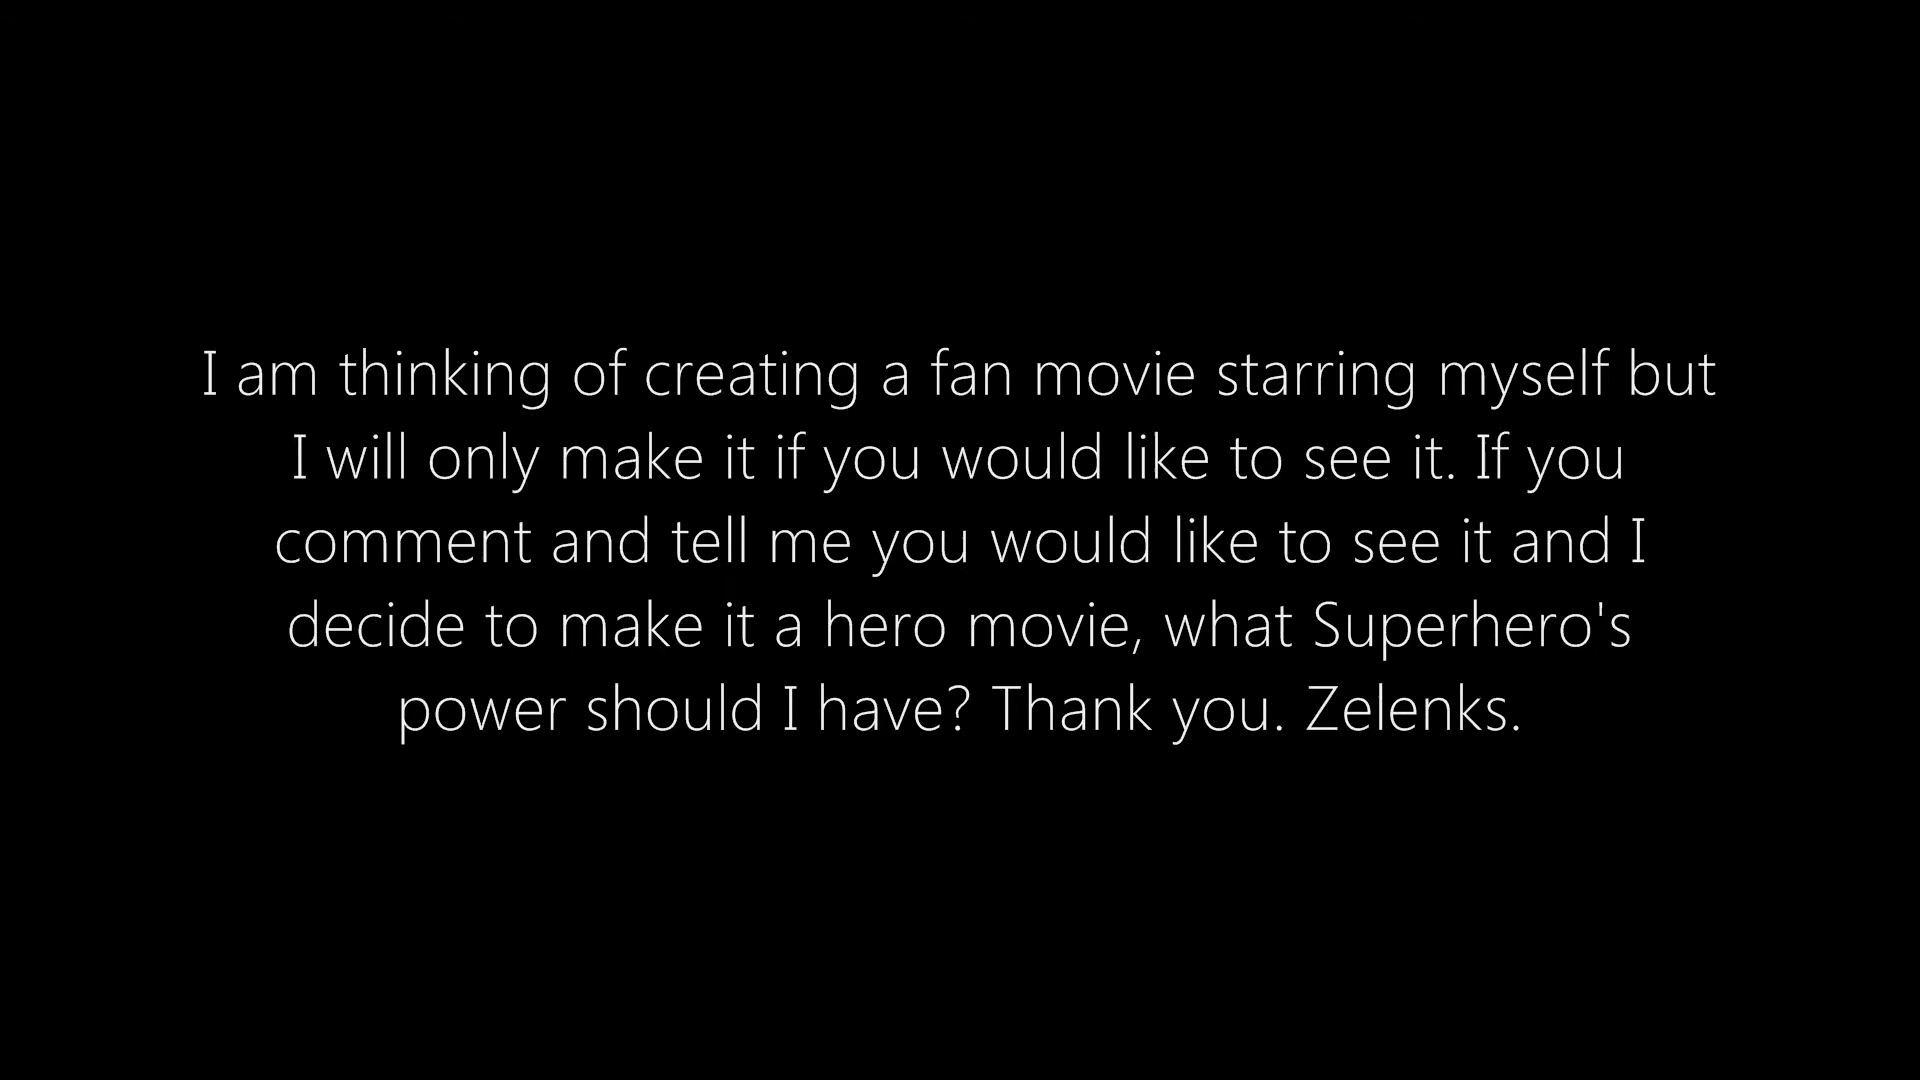 I am thinking of creating a fan movie starring myself but
I will only make it if you would like to see it. If you
comment and tell me you would like to see it and I
decide to make it a hero movie, what Superhero's
power should I have? Thank you. Zelenks.